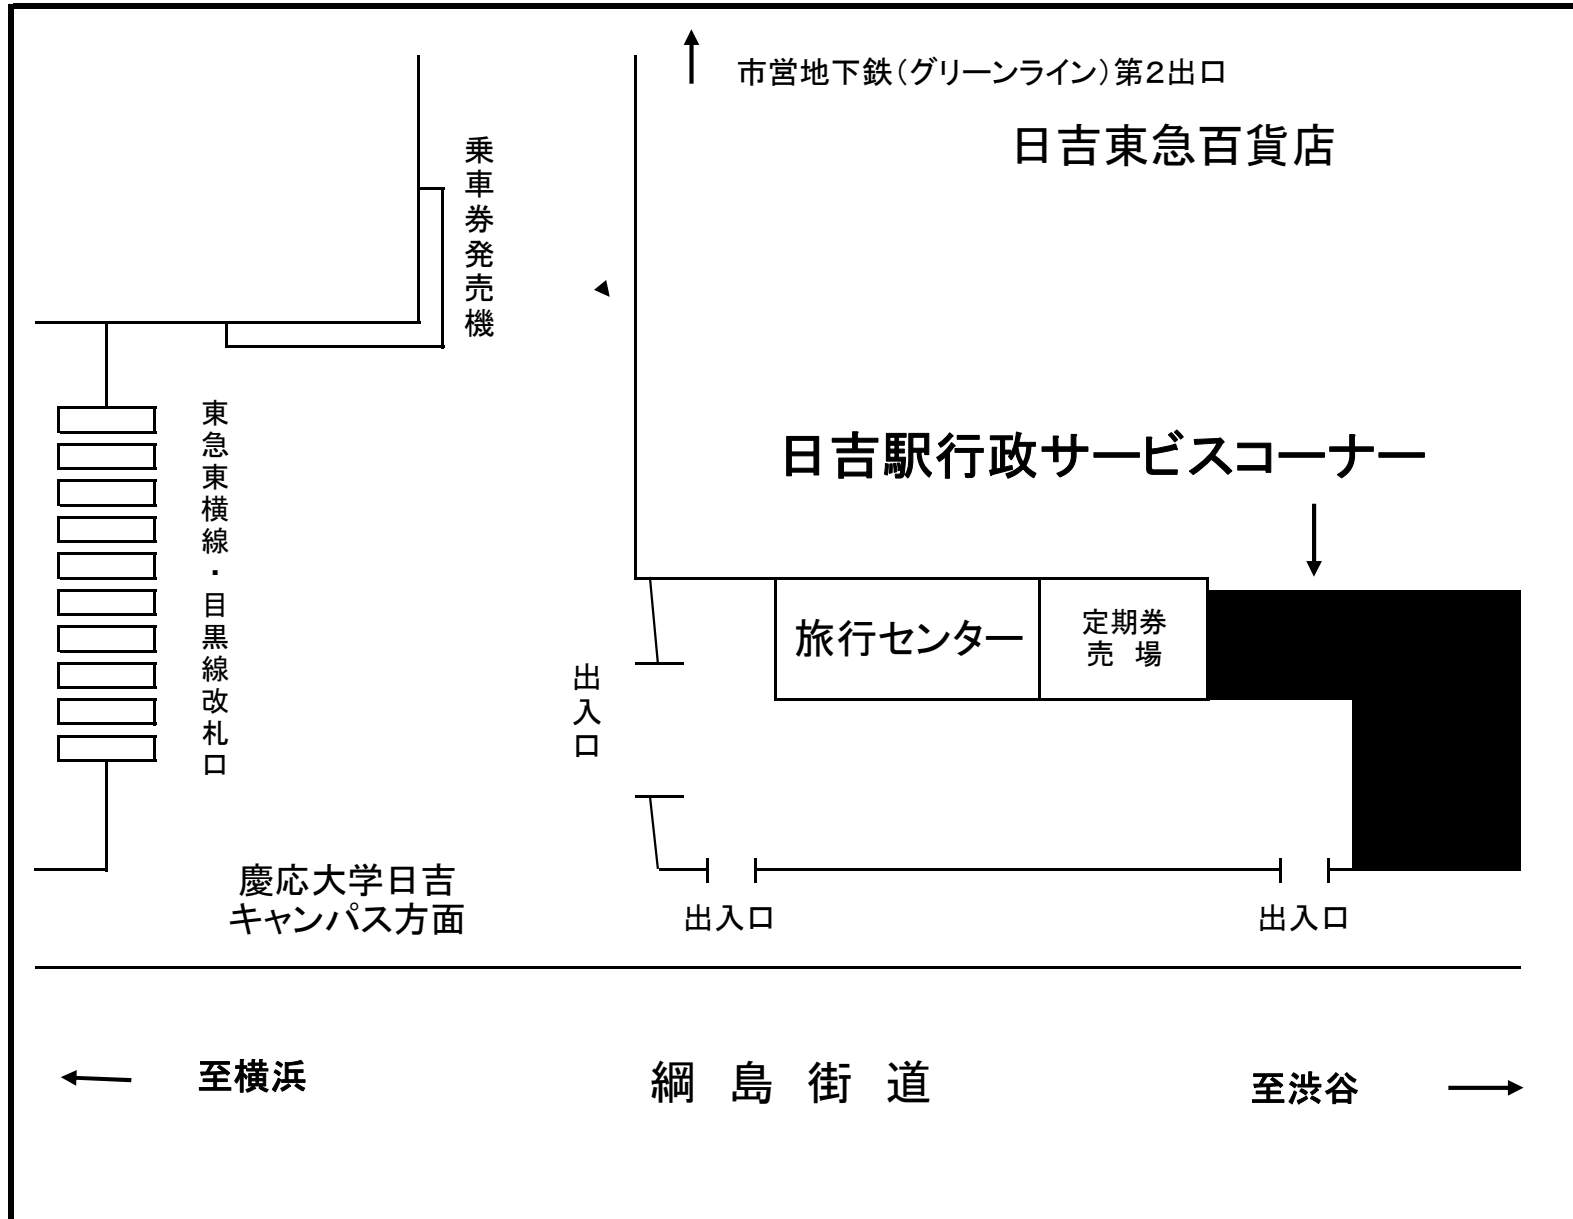 市営地下鉄（グリーンライン）第２出口
日吉東急百貨店
乗車券発売機
東急東横線・目黒線改札口
日吉駅行政サービスコーナー
旅行センター
定期券
売　場
出入口
慶応大学日吉
キャンパス方面
出入口
出入口
至横浜
綱　島　街　道
至渋谷